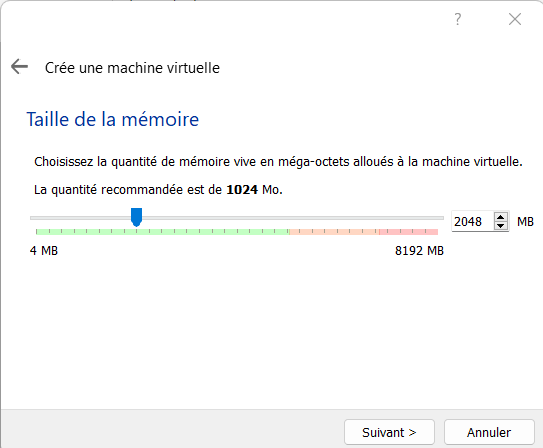 ?
Crée une machine virtuelle
Taille de la mémoire
Choisissez la quantité de mémoire vive en méga-octets alloués à la machine virtuelle.
La quantité recommandée est de 1024 Mo.
2048 MB
4 MB 8192 MB
Suivant > Annuler